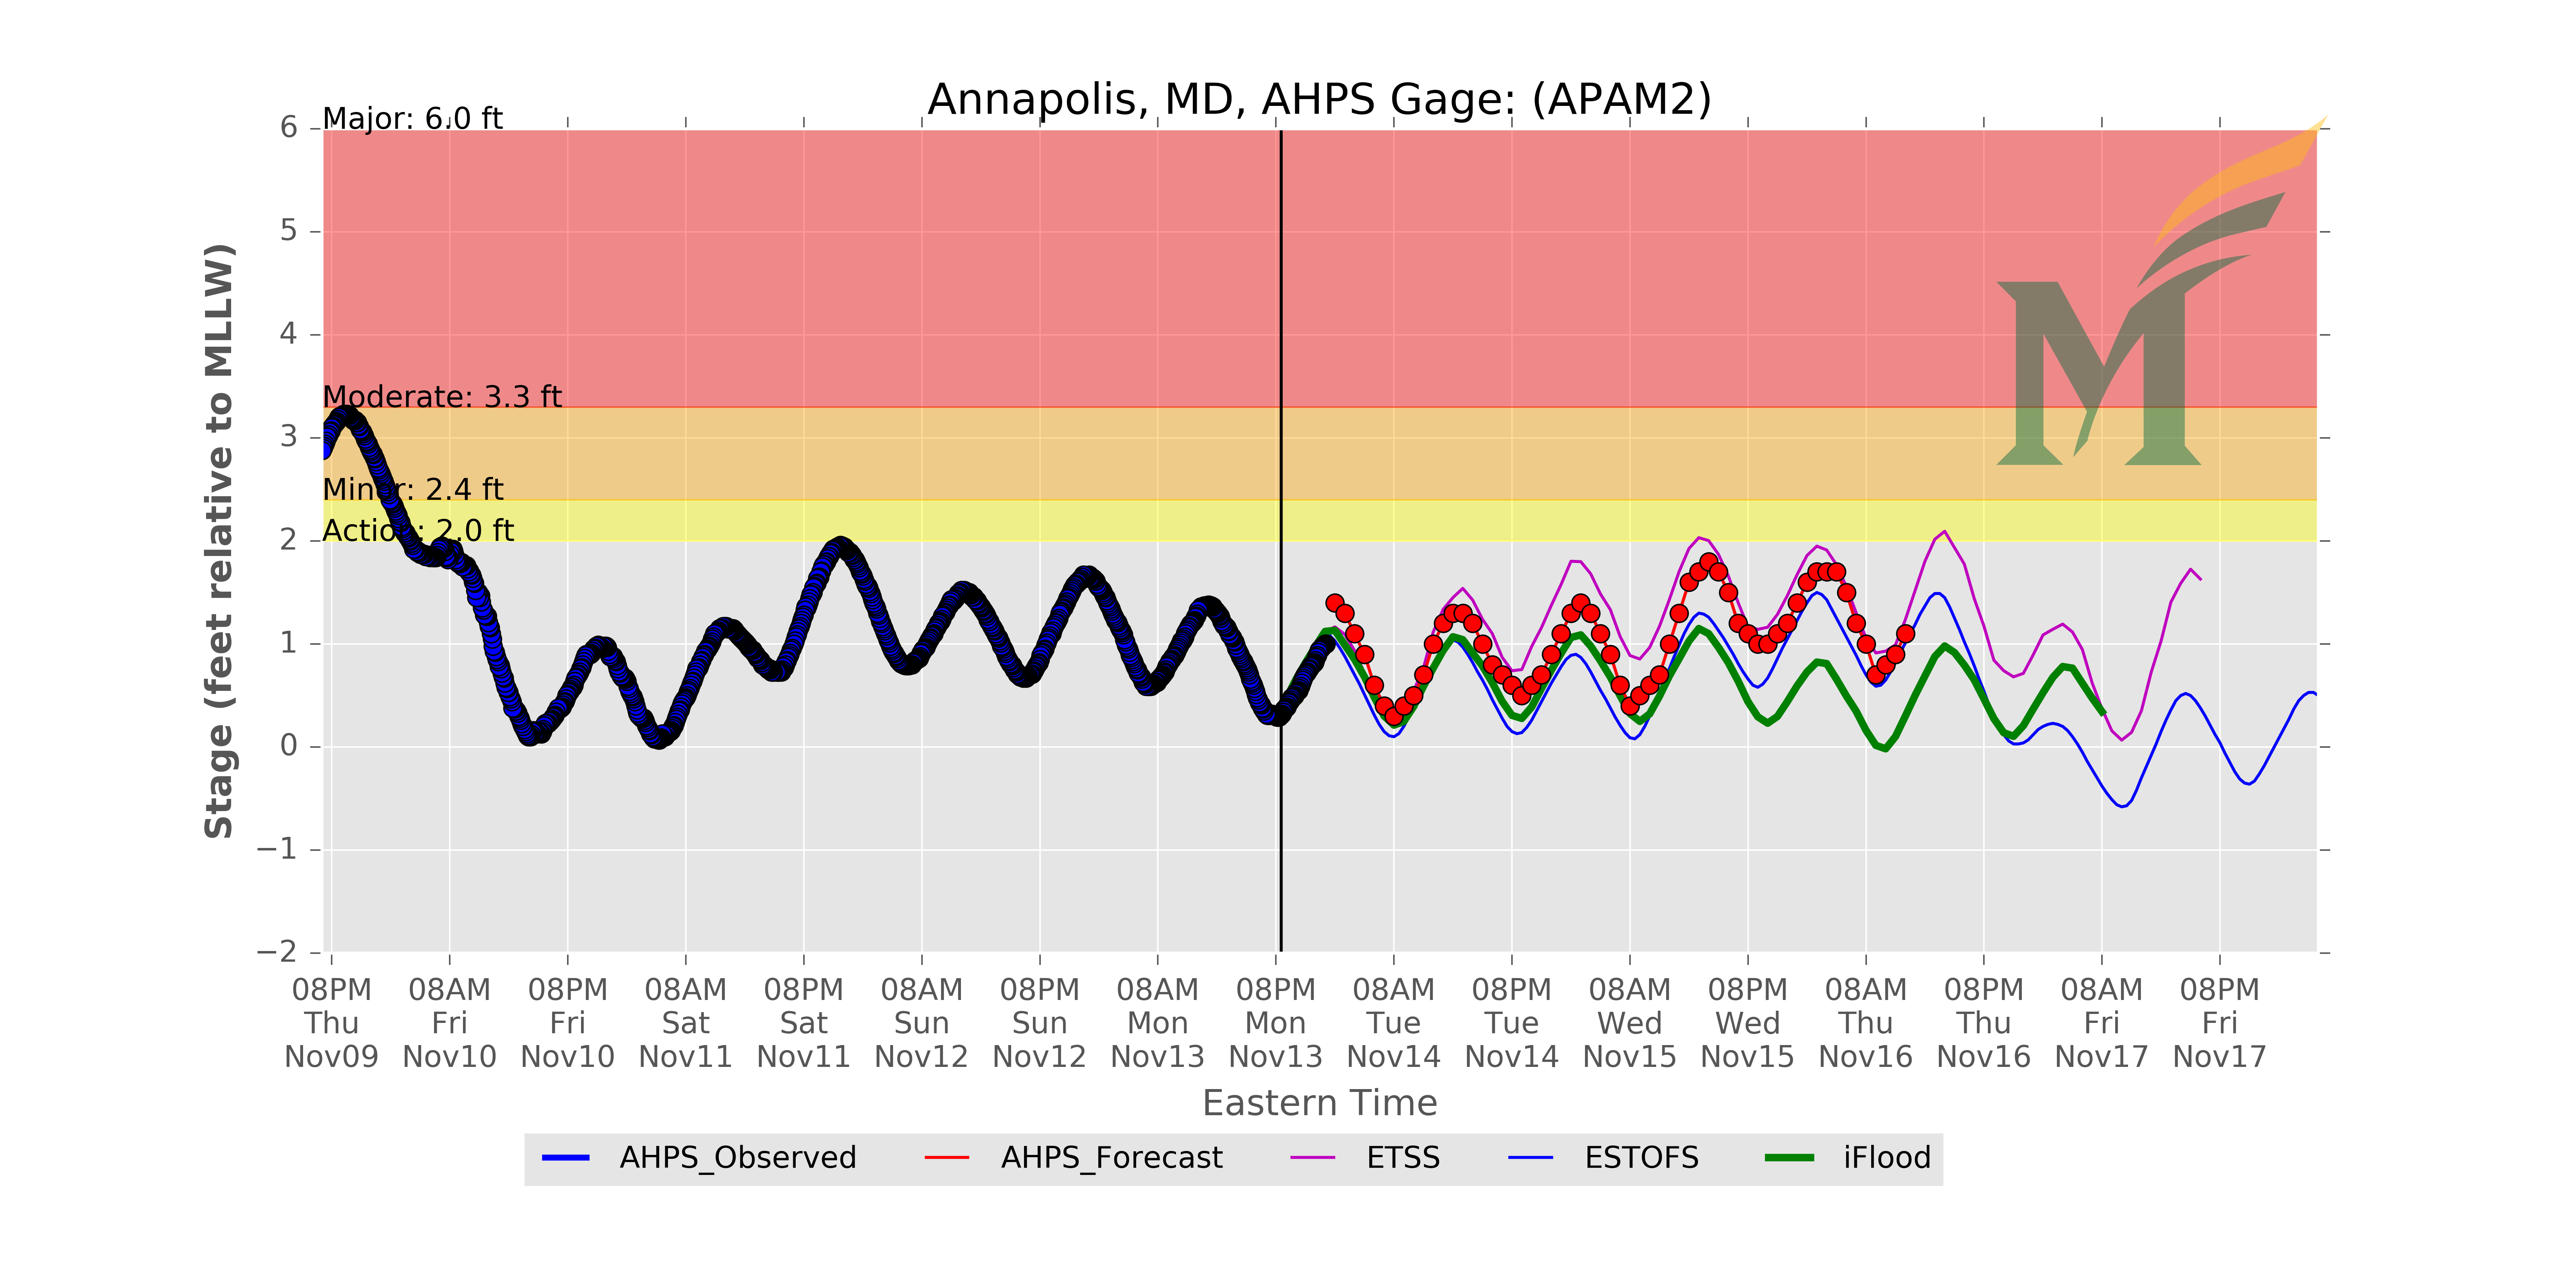 Annapolis, MD, AHPS Gage: (APAM2)
Major: 6.0 ft
Moderate: 3.3 ft
Minor: 2.4 ft
Action: 2.0 ft
Stage (feet relative to MLLW)
6
5
4
3
2
1
0
−1
−2
08PM 08AM 08PM 08AM 08PM 08AM 08PM 08AM 08PM 08AM 08PM 08AM 08PM 08AM 08PM 08AM 08PM
Thu Fri Fri Sat Sat Sun Sun Mon Mon Tue Tue Wed Wed Thu Thu Fri Fri
Nov09 Nov10 Nov10 Nov11 Nov11 Nov12 Nov12 Nov13 Nov13 Nov14 Nov14 Nov15 Nov15 Nov16 Nov16 Nov17 Nov17
Eastern Time
AHPS_Observed AHPS_Forecast ETSS ESTOFS iFlood
M